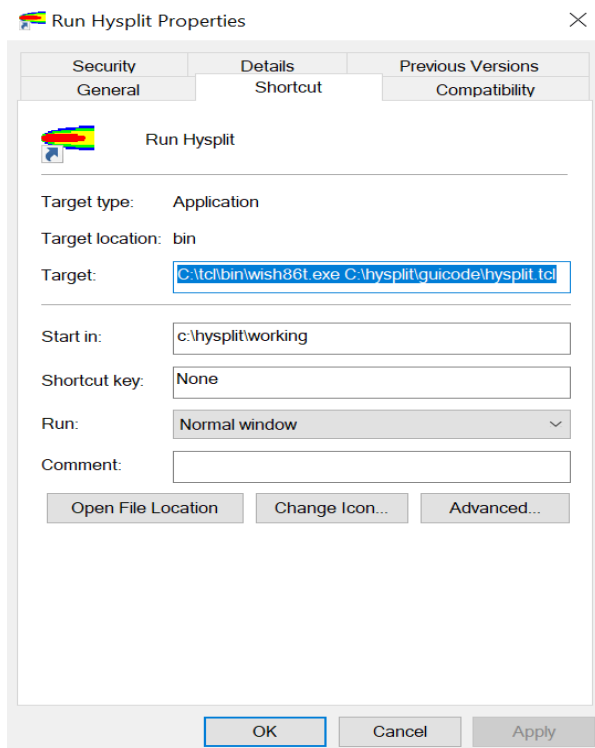 Run Hysplit Properties
Security Details Previous Versions
General Shortcut Compatibility
Run Hysplit
Target type: Application
Target location: bin
Target: C:\tcl\bin\wish86t.exe C:\hysplit\guicode\hysplit.tcl
Start in: c:\hysplit\working
Shortcut key: None
Run: Normal window
Comment:
Open File Location Change Icon... Advanced...
OK Cancel Apply